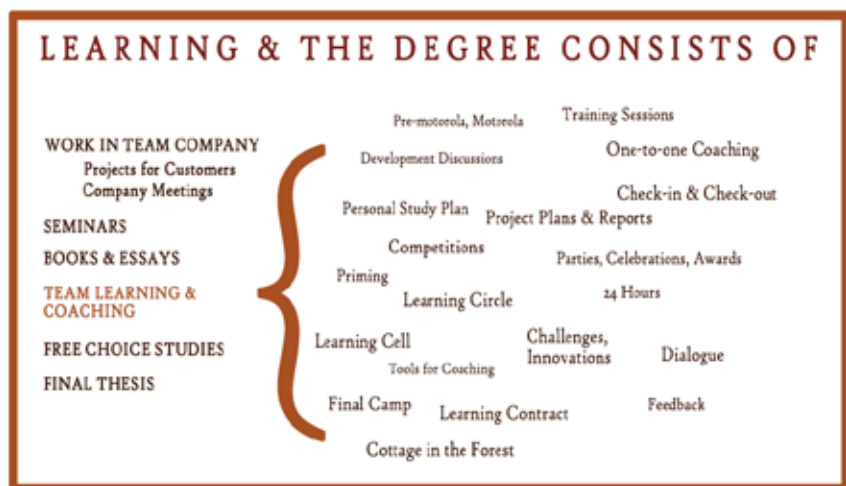 LEARNING & THE DEGREE CONSISTS OF
WORK IN TEAM COMPANY
Projects for Customers
Company Meetings
SEMINARS
BOOKS & ESSAYS
TEAM LEARNING &
COACHING
FREE CHOICE STUDIES
FINAL THESIS
Pre-motorola, Motorola
Training Sessions
Development Discussions
One-to-one Coaching
Check-in & Check-out
Personal Study Plan
Project Plans & Reports
Competitions
Parties, Celebrations, Awards
Priming
Learning Circle
24 Hours
Learning Cell
Challenges,
Innovations
Dialogue
Tools for Coaching
Final Camp
Learning Contract
Feedback
Cottage in the Forest